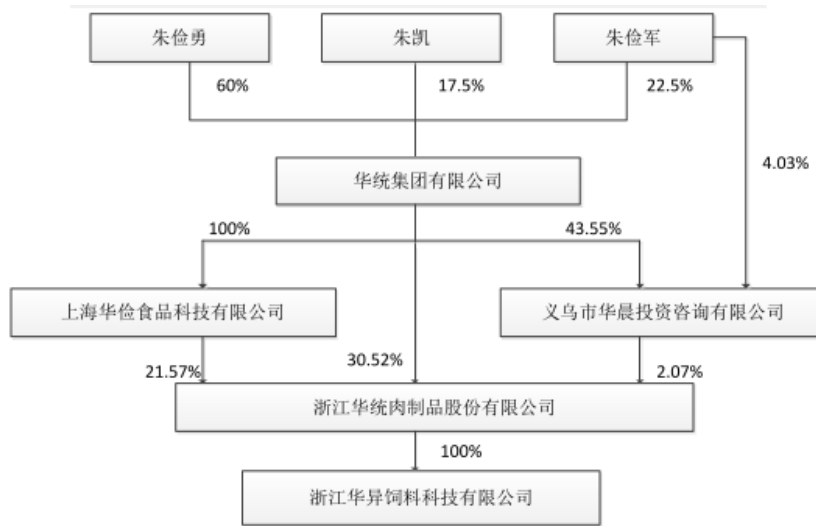 朱俭勇
朱凯
朱俭军
60%
17.5%
22.5%
4.03%
华统集团有限公司
100%
43.55%
上海华俭食品科技有限公司
义乌市华晨投资咨询有限公司
21.57%
30.52%
2.07%
浙江华统肉制品股份有限公司
100%
浙江华异饲料科技有限公司